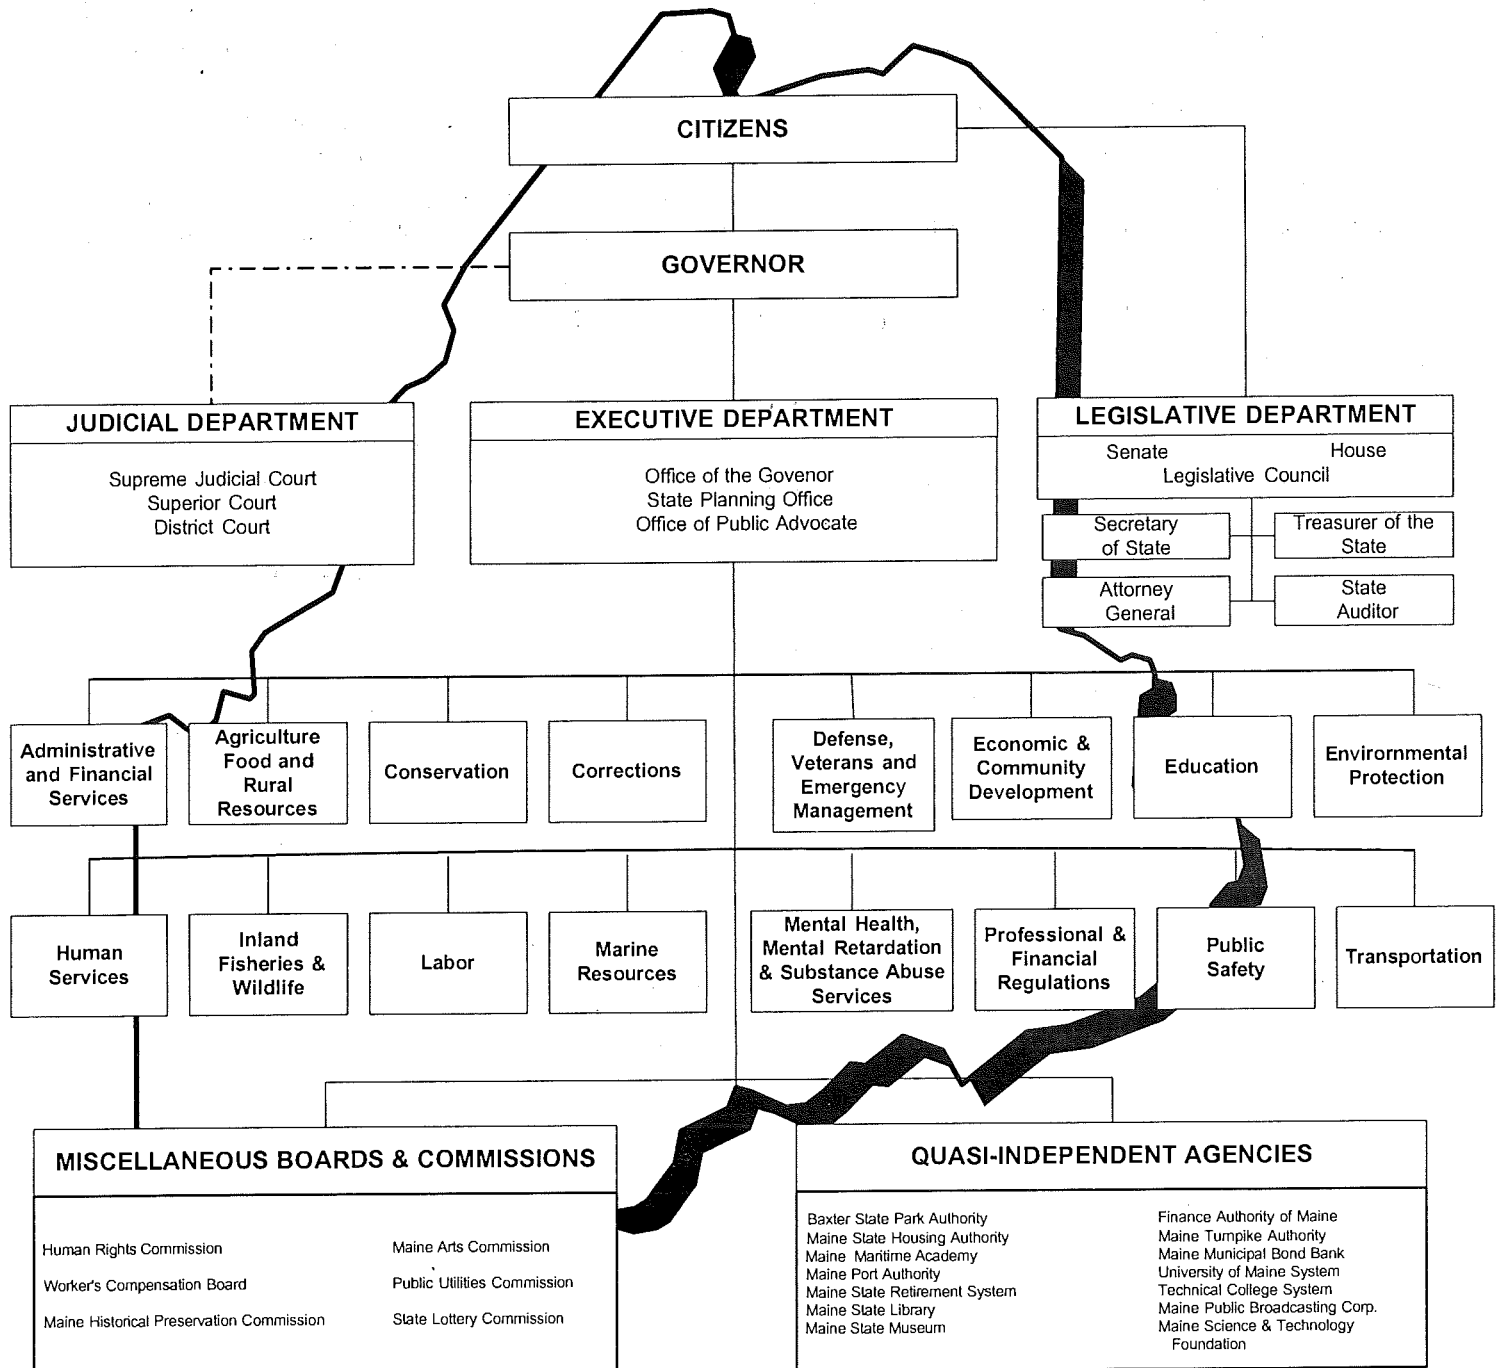 CITIZENS
GOVERNOR
JUDICIAL DEPARTMENT
Supreme Judicial Court
Superior Court
District Court
EXECUTIVE DEPARTMENT
Office of the Govenor
State Planning Office
Office of Public Advocate
LEGISLATIVE DEPARTMENT
Senate House
Legislative Council
Secretary
of State
Treasurer of the
State
Attorney
General
State
Auditor
Administrative
and Financial
Services
Agriculture
Food and
Rural
Resources
Conservation
Corrections
Defense,
Veterans and
Emergency
Management
Economic &
Community
Development
Education
Envirornmental
Protection
Human
Services
Inland
Fisheries &
Wildlife
Labor
Marine
Resources
Mental Health,
Mental Retardation
& Substance Abuse
Services
Professional &
Financial
Regulations
Public
Safety
Transportation
MISCELLANEOUS BOARDS & COMMISSIONS
Human Rights Commission
Worker's Compensation Board
Maine Historical Preservation Commission
Maine Arts Commission
Public Utilities Commission
State Lottery Commission
QUASI-INDEPENDENT AGENCIES
Baxter State Park Authority
Maine State Housing Authority
Maine Maritime Academy
Maine Port Authority
Maine State Retirement System
Maine State Library
Maine State Museum
Finance Authority of Maine
Maine Turnpike Authority
Maine Municipal Bond Bank
University of Maine System
Technical College System
Maine Public Broadcasting Corp.
Maine Science & Technology
Foundation